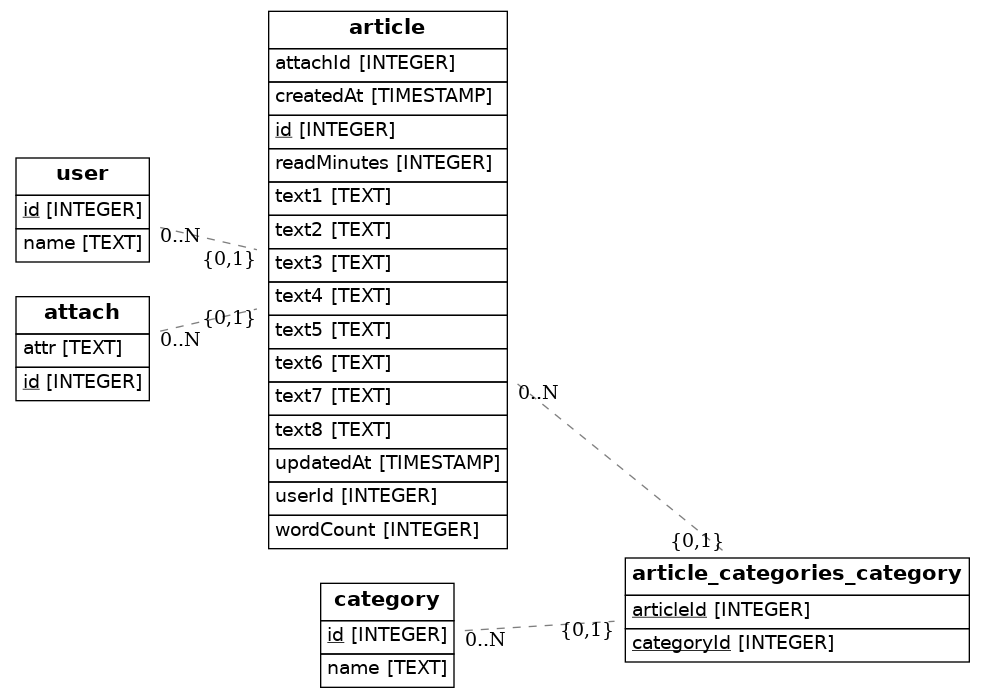 article
attachId [INTEGER]
createdAt [TIMESTAMP]
id [INTEGER]
readMinutes [INTEGER]
text1 [TEXT]
text2 [TEXT]
text3 [TEXT]
text4 [TEXT]
text5 [TEXT]
text6 [TEXT]
text7 [TEXT]
text8 [TEXT]
updatedAt [TIMESTAMP]
userId [INTEGER]
wordCount [INTEGER]
user
id [INTEGER]
name [TEXT]
0..N
{0,1}
attach
attr [TEXT]
id [INTEGER]
0..N
{0,1}
0..N
{0,1}
article_categories_category
articleId [INTEGER]
categoryId [INTEGER]
category
id [INTEGER]
name [TEXT]
0..N
{0,1}